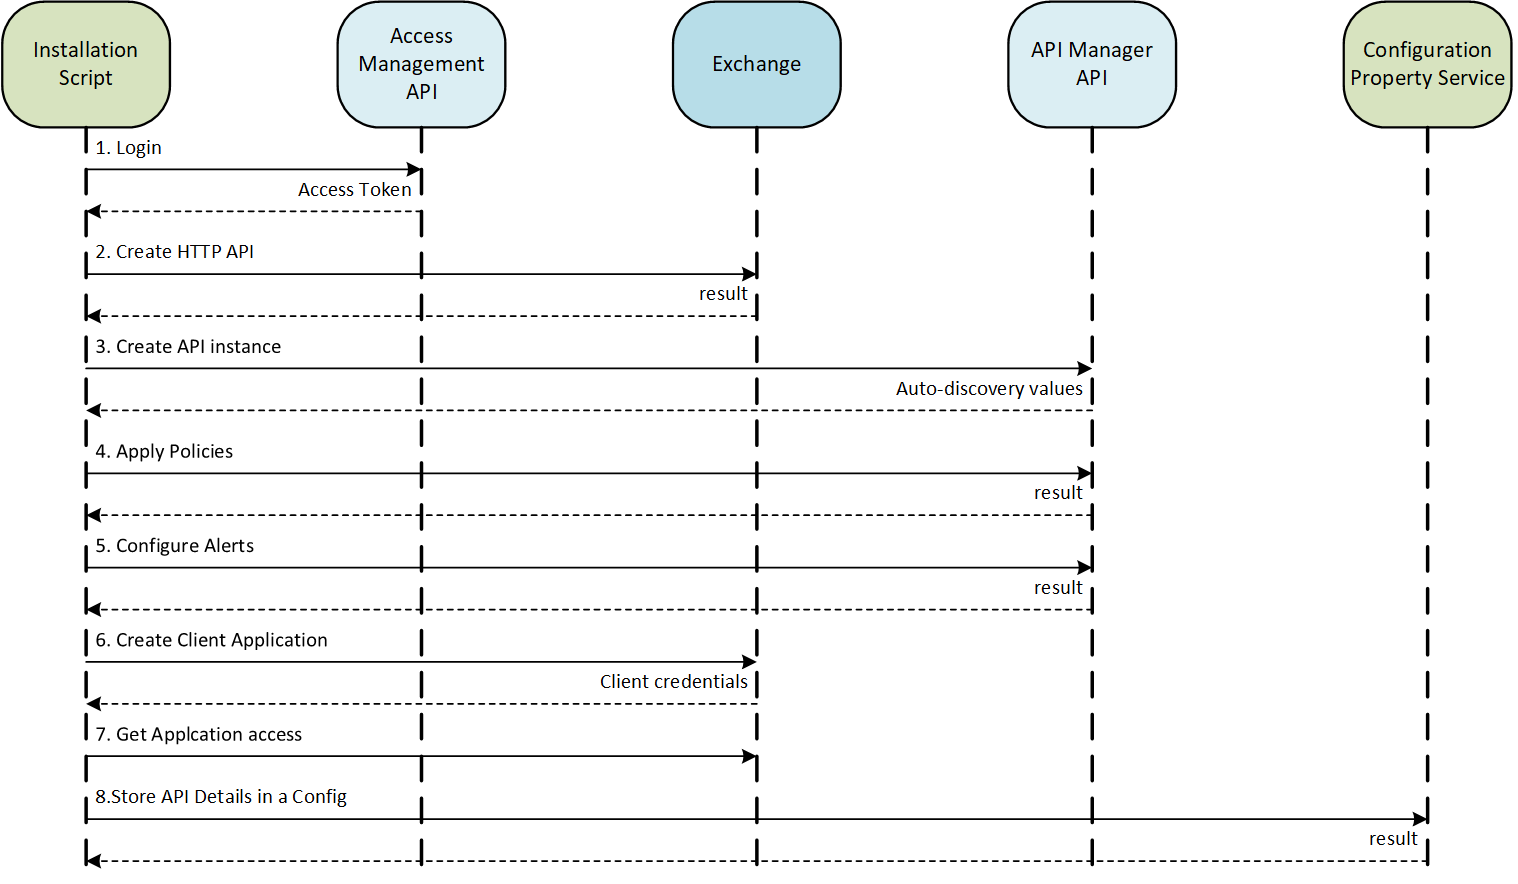 Installation
Script
Access
Management
API
Exchange
API Manager
API
Configuration
Property Service
1. Login
Access Token
2. Create HTTP API
result
3. Create API instance
Auto-discovery values
4. Apply Policies
result
5. Configure Alerts
result
6. Create Client Application
Client credentials
7. Get Applcation access
8.Store API Details in a Config
result